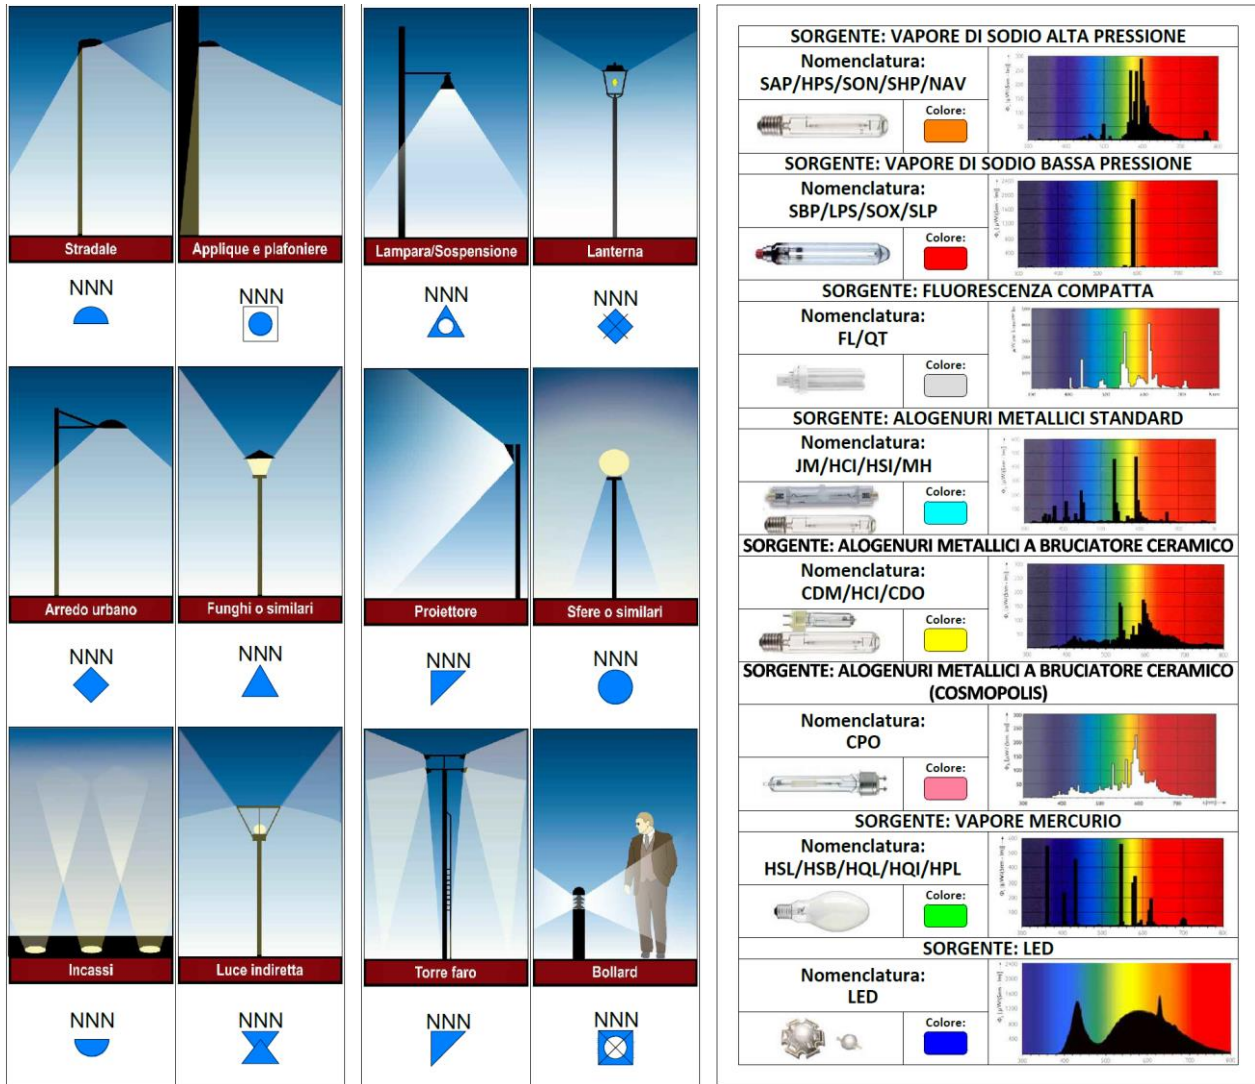 Stradale
Applique e plafoniere
NNN
NNN
Arredo urbano
Funghi o similari
NNN
NNN
Incassi
Luce indiretta
NNN
NNN
Lampara/Sospensione
Lanterna
NNN
NNN
Proiettore
Sfere o similari
NNN
NNN
Torre faro
Bollard
NNN
NNN
SORGENTE: VAPORE DI SODIO ALTA PRESSIONE
Nomenclatura:
SAP/HPS/SON/SHP/NAV
Colore:
SORGENTE: VAPORE DI SODIO BASSA PRESSIONE
Nomenclatura:
SBP/LPS/SOX/SLP
Colore:
SORGENTE: FLUORESCENZA COMPATTA
Nomenclatura:
FL/QT
Colore:
SORGENTE: ALOGENURI METALLICI STANDARD
Nomenclatura:
JM/HCI/HSI/MH
Colore:
SORGENTE: ALOGENURI METALLICI A BRUCIATORE CERAMICO
Nomenclatura:
CDM/HCI/CDO
Colore:
SORGENTE: ALOGENURI METALLICI A BRUCIATORE CERAMICO
(COSMOPOLIS)
Nomenclatura:
CPO
Colore:
SORGENTE: VAPORE MERCURIO
Nomenclatura:
HSL/HSB/HQL/HQI/HPL
Colore:
SORGENTE: LED
Nomenclatura:
LED
Colore: